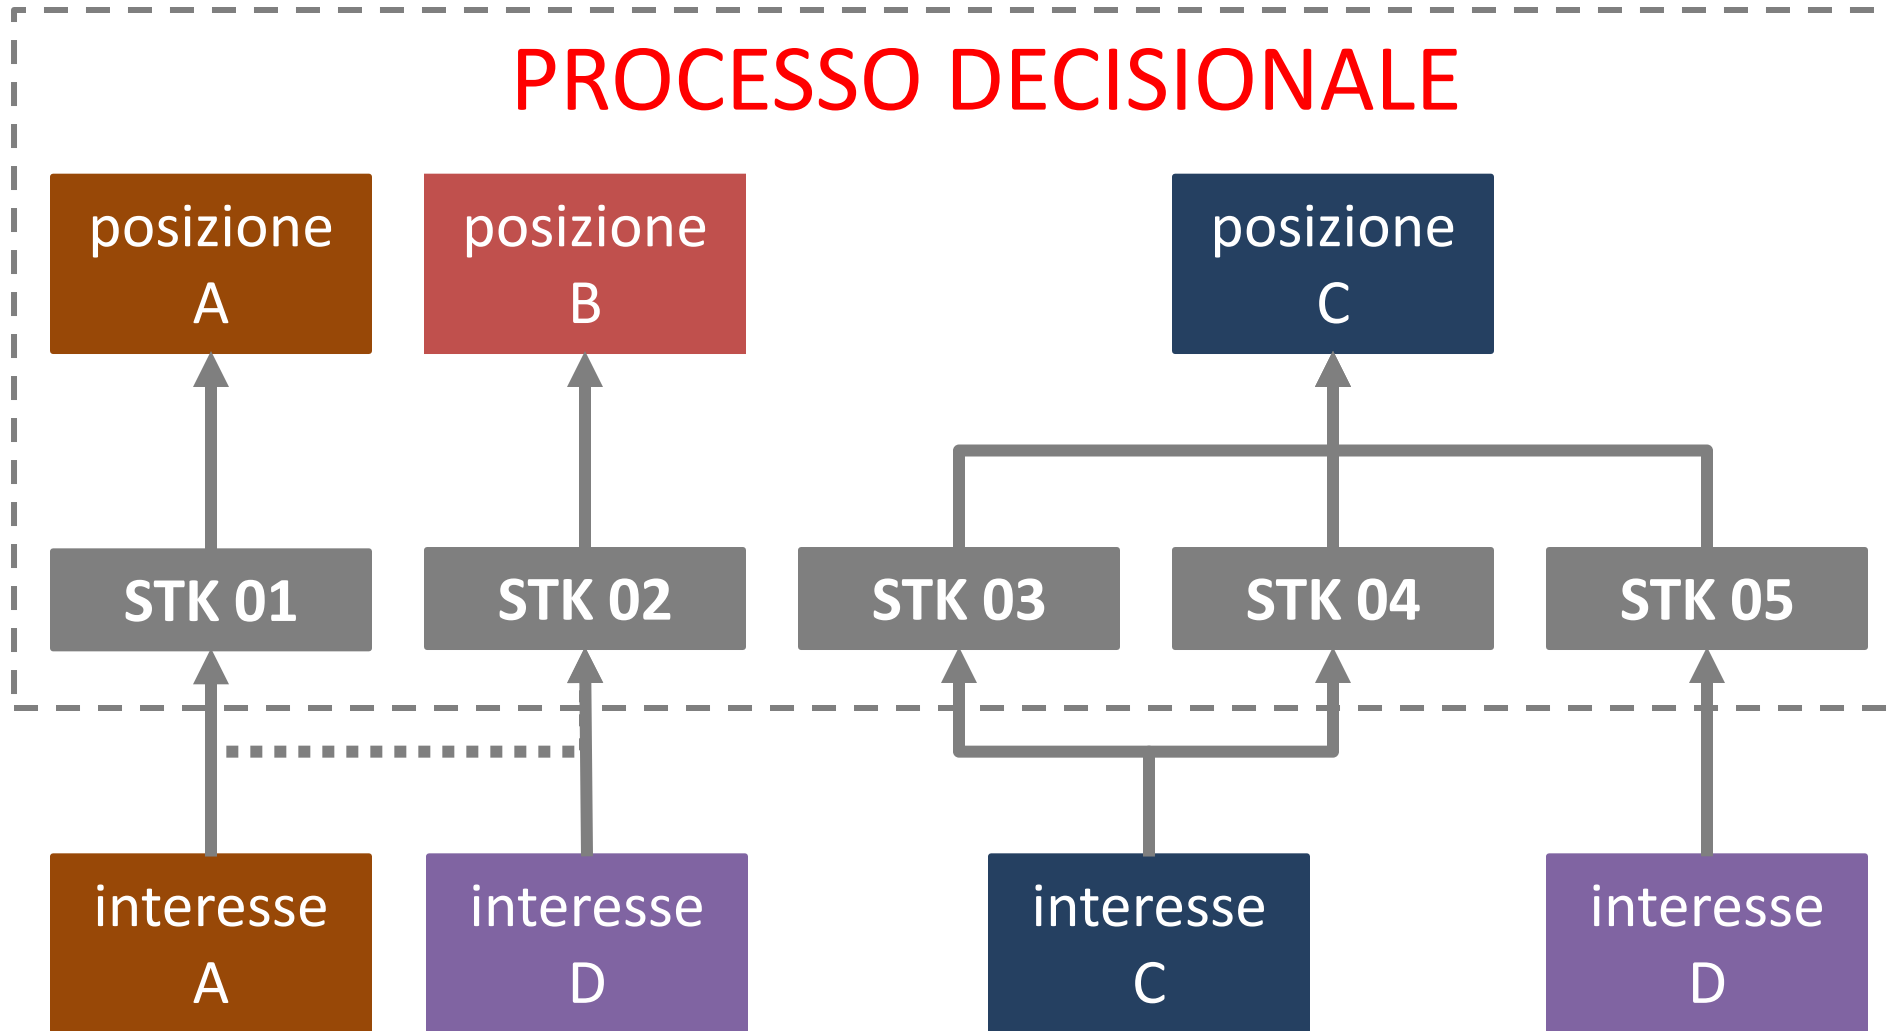 PROCESSO DECISIONALE
posizione
A
posizione
B
posizione
C
STK 01
STK 02
STK 03
STK 04
STK 05
interesse
A
interesse
D
interesse
C
interesse
D